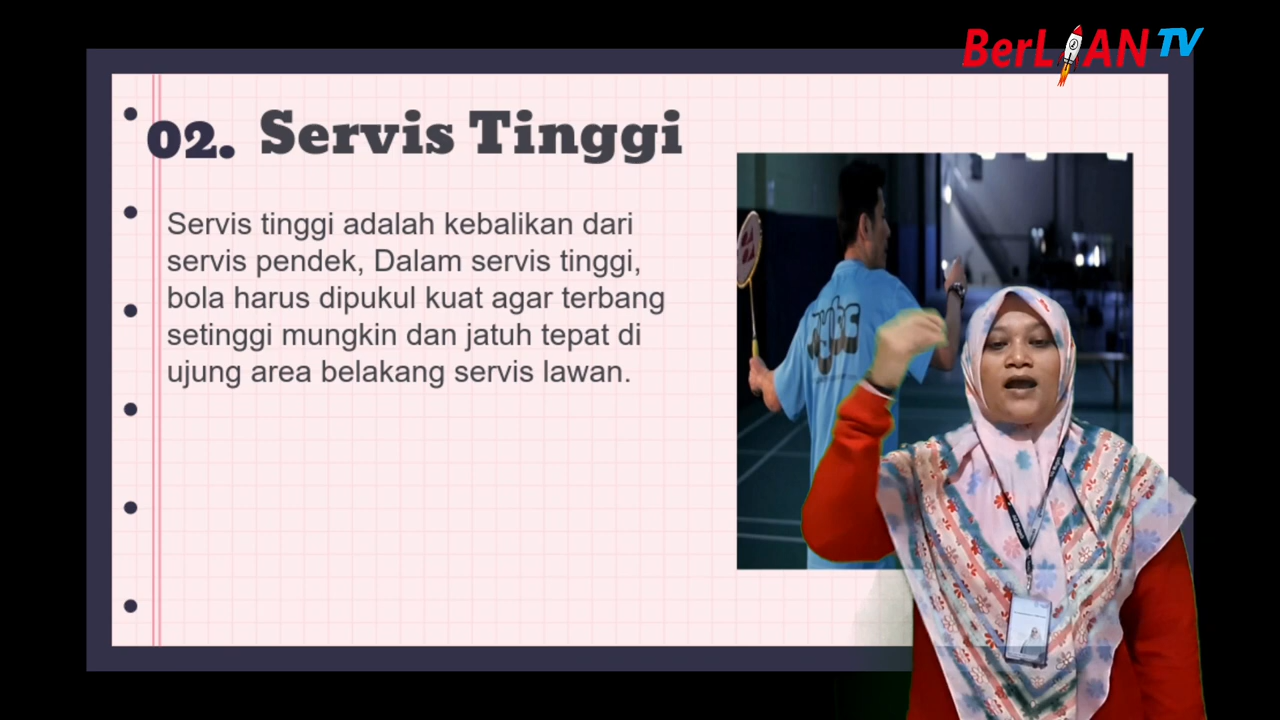 BerLIAN TV
02. Servis Tinggi
Servis tinggi adalah kebalikan dari
servis pendek, Dalam servis tinggi,
bola harus dipukul kuat agar terbang
setinggi mungkin dan jatuh tepat di
ujung area belakang servis lawan.